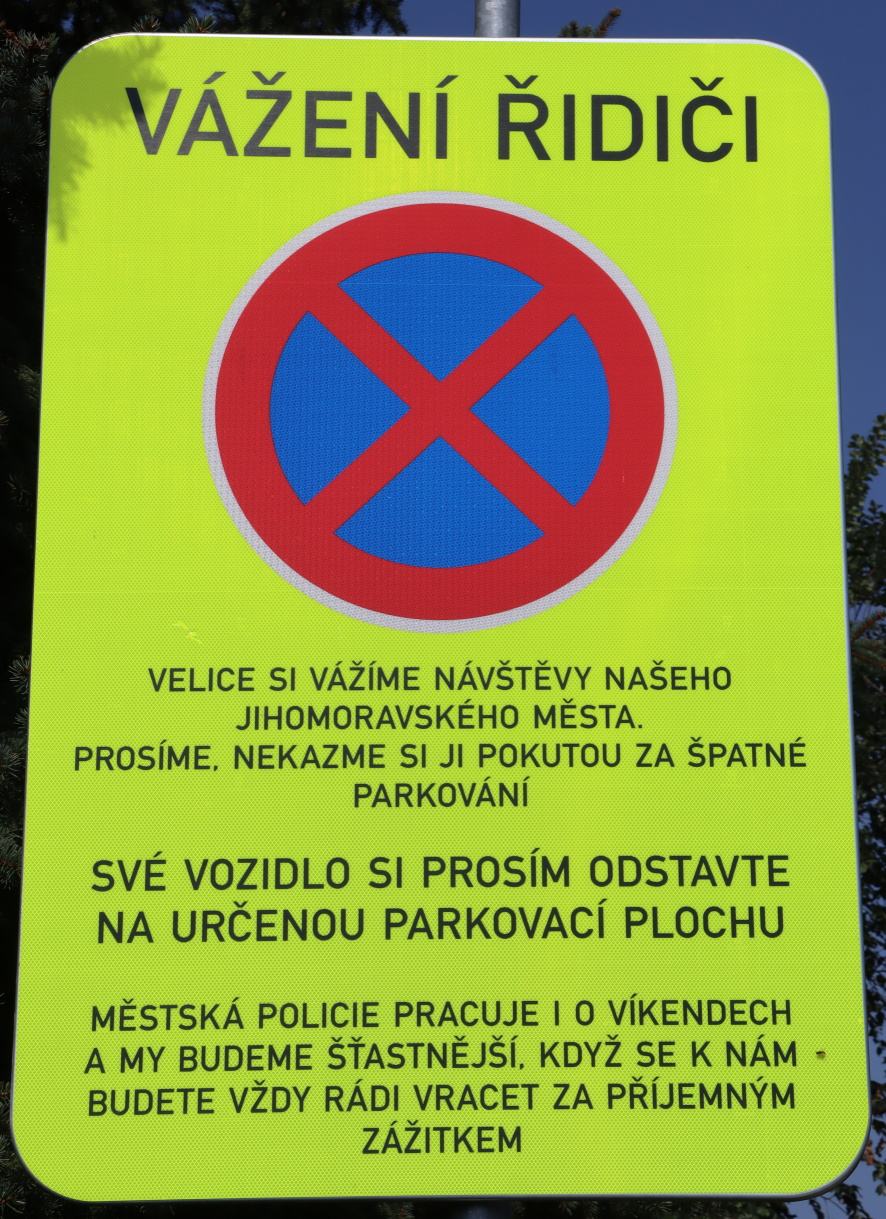 VÁŽENÍ ŘIDIČI
VELICE SI VÁŽÍME NÁVŠTĚVY NAŠEHO
JIHOMORAVSKÉHO MĚSTA.
PROSÍME, NEKAZME SI JI POKUTOU ZA ŠPATNÉ
PARKOVÁNÍ
SVÉ VOZIDLO SI PROSÍM ODSTAVTE
NA URČENOU PARKOVACÍ PLOCHU
MĚSTSKÁ POLICIE PRACUJE I O VÍKENDECH
A MY BUDEME ŠŤASTNĚJŠÍ, KDYŽ SE K NÁM
BUDETE VŽDY RÁDI VRACET ZA PŘÍJEMNÝM
ZÁŽITKEM